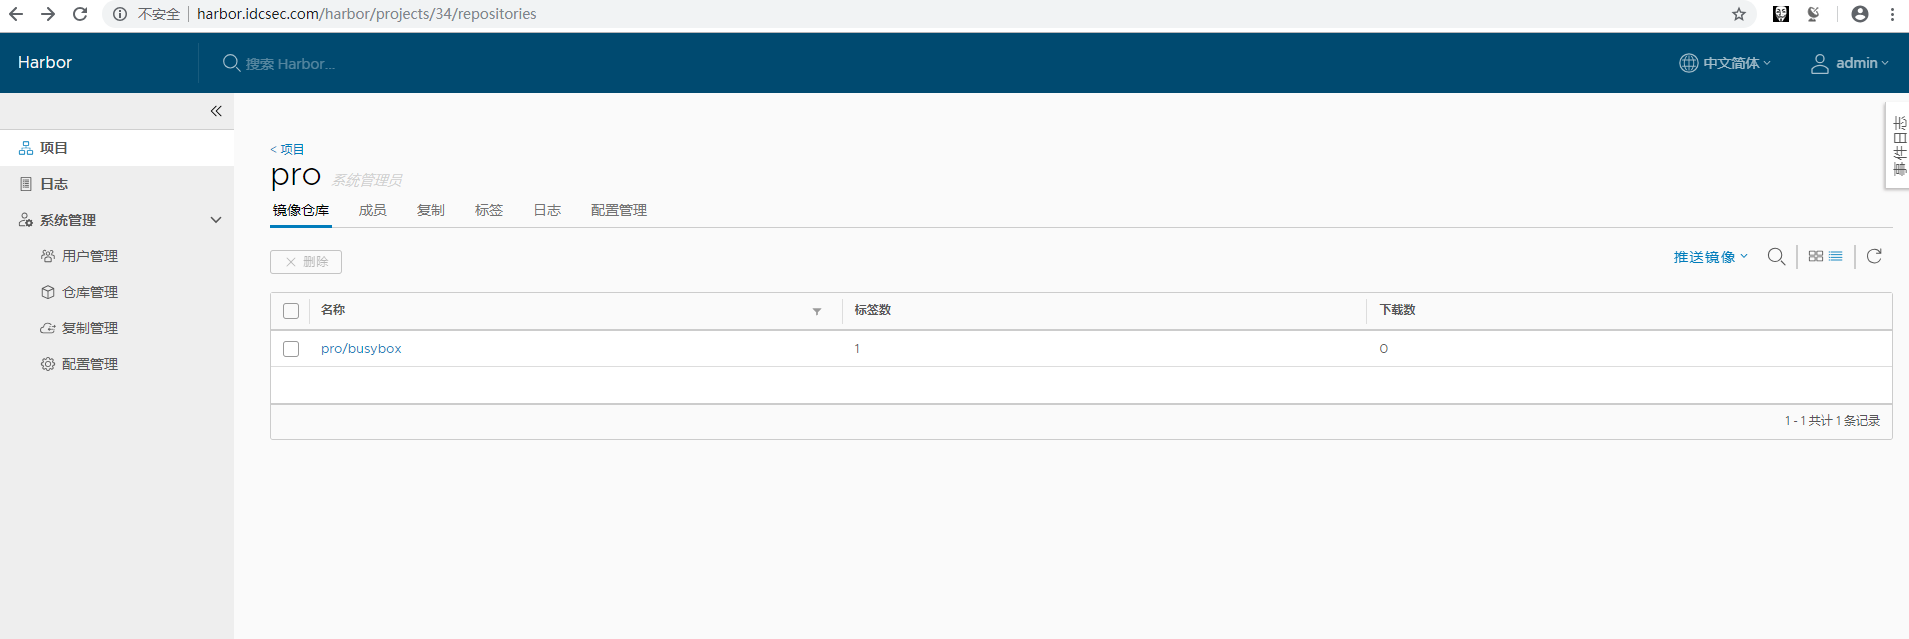 不安全 harbor.idcsec.com/harbor/projects/34/repositories
Harbor 搜索 Harbor... 中文简体 admin
事件日志
项目
日志
系统管理
用户管理
仓库管理
复制管理
配置管理
< 项目
pro 系统管理员
镜像仓库 成员 复制 标签 日志 配置管理
删除 推送镜像
名称 标签数 下载数
pro/busybox 1 0
1 - 1 共计 1 条记录